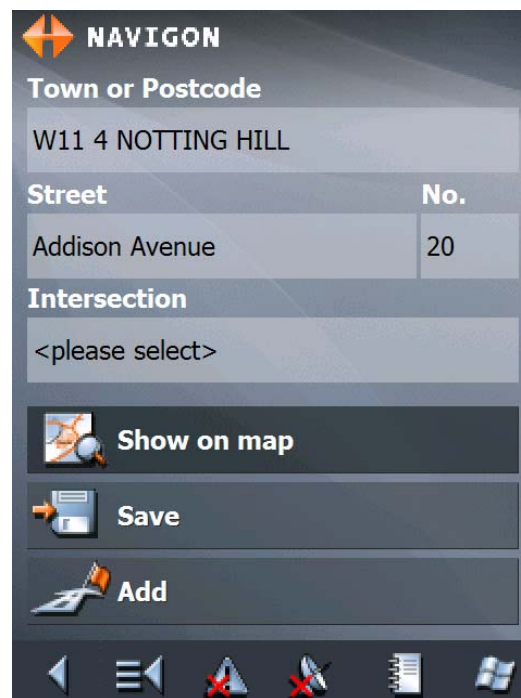 NAVIGON
Town or Postcode
W11 4 NOTTING HILL
Street No.
Addison Avenue 20
Intersection
<please select>
Show on map
Save
Add